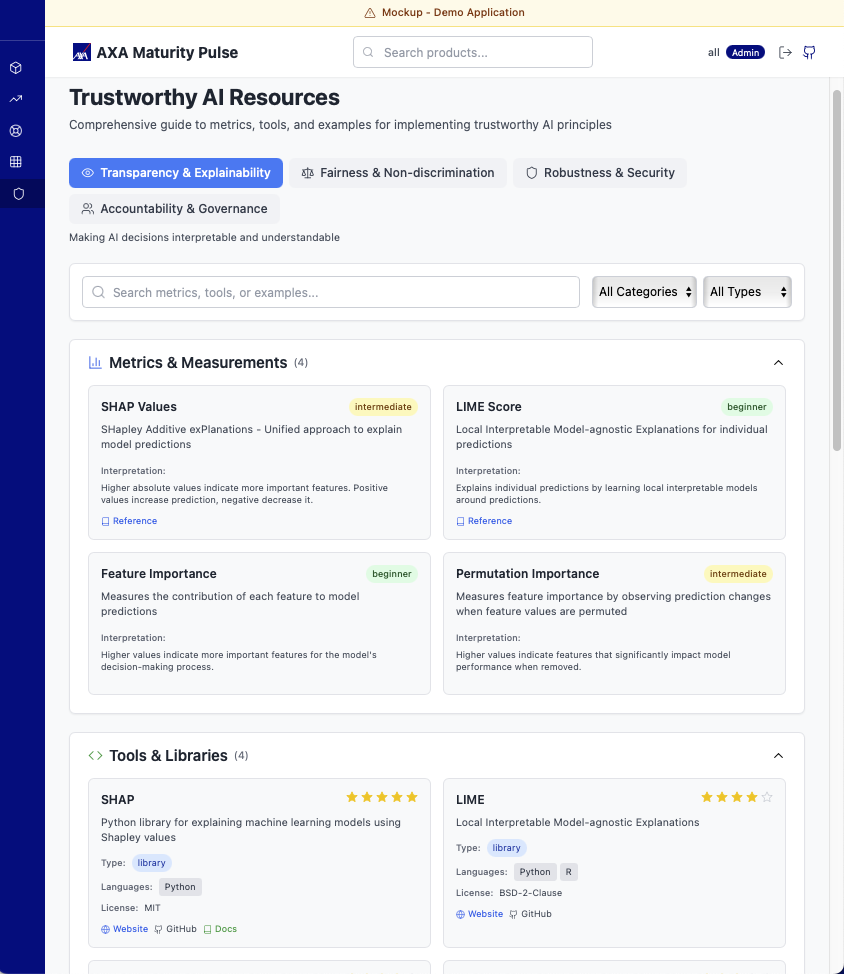 Mockup - Demo Application
AXA
AXA Maturity Pulse
Search products...
all
Admin
Trustworthy AI Resources
Comprehensive guide to metrics, tools, and examples for implementing trustworthy AI principles
Transparency & Explainability
Fairness & Non-discrimination
Robustness & Security
Accountability & Governance
Making AI decisions interpretable and understandable
Search metrics, tools, or examples...
All Categories
All Types
Metrics & Measurements (4)
SHAP Values
intermediate
SHapley Additive exPlanations - Unified approach to explain
model predictions
Interpretation:
Higher absolute values indicate more important features. Positive
values increase prediction, negative decrease it.
Reference
LIME Score
beginner
Local Interpretable Model-agnostic Explanations for individual
predictions
Interpretation:
Explains individual predictions by learning local interpretable models
around predictions.
Reference
Feature Importance
beginner
Measures the contribution of each feature to model
predictions
Interpretation:
Higher values indicate more important features for the model's
decision-making process.
Permutation Importance
intermediate
Measures feature importance by observing prediction changes
when feature values are permuted
Interpretation:
Higher values indicate features that significantly impact model
performance when removed.
Tools & Libraries (4)
SHAP
Python library for explaining machine learning models using
Shapley values
Type: library
Languages: Python
License: MIT
Website GitHub Docs
LIME
Local Interpretable Model-agnostic Explanations
Type: library
Languages: Python R
License: BSD-2-Clause
Website GitHub